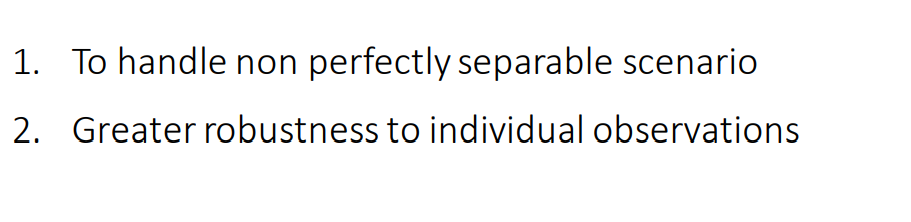 1. To handle non perfectly separable scenario
2. Greater robustness to individual observations